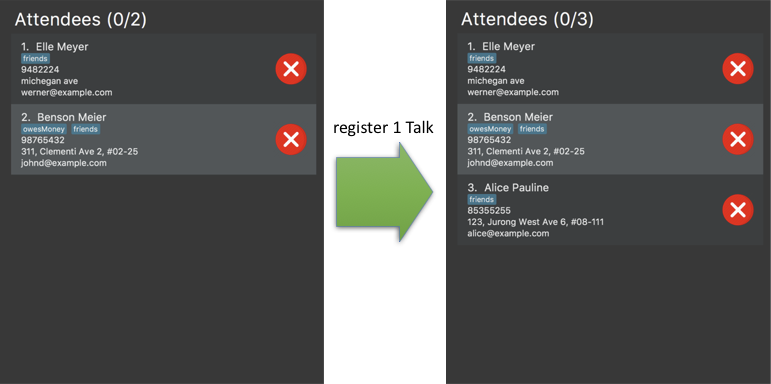 Attendees (0/2)
1. Elle Meyer
friends
9482224
michegan ave
werner@example.com
2. Benson Meier
owesMoney friends
98765432
311, Clementi Ave 2, #02-25
johnd@example.com
register 1 Talk
Attendees (0/3)
1. Elle Meyer
friends
9482224
michegan ave
werner@example.com
2. Benson Meier
owesMoney friends
98765432
311, Clementi Ave 2, #02-25
johnd@example.com
3. Alice Pauline
friends
85355255
123, Jurong West Ave 6, #08-111
alice@example.com